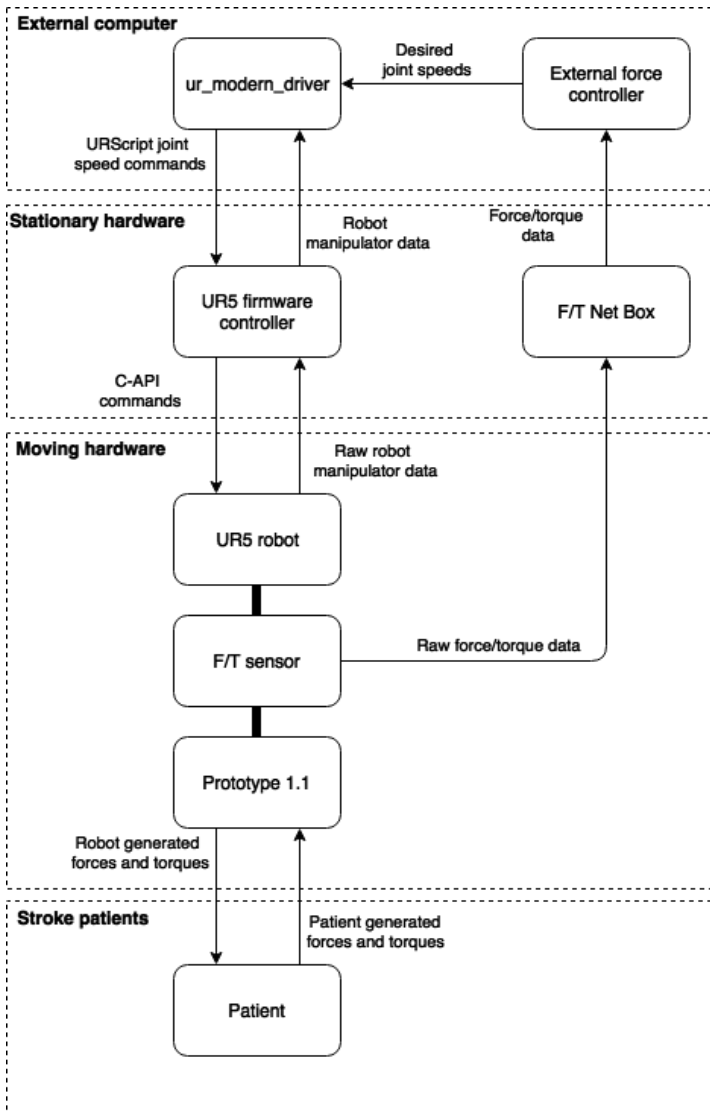 External computer
ur_modern_driver
Desired
joint speeds
External force
controller
URScript joint
speed commands
Stationary hardware
Robot
manipulator data
Force/torque
data
UR5 firmware
controller
F/T Net Box
C-API
commands
Moving hardware
Raw robot
manipulator data
UR5 robot
F/T sensor
Raw force/torque data
Prototype 1.1
Robot generated
forces and torques
Stroke patients
Patient generated
forces and torques
Patient